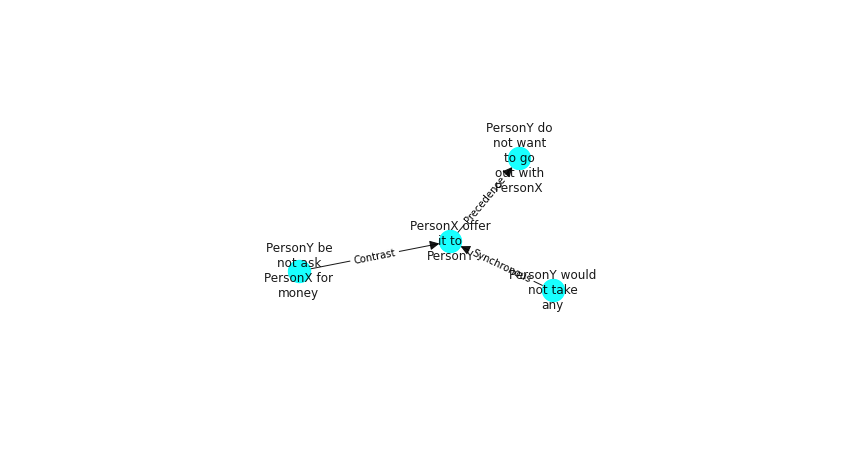 PersonY do
not want
to go
out with
PersonX
Precedence
PersonX offer
it to
PersonY
Contrast
Synchronous
PersonY be
not ask
PersonX for
money
PersonY would
not take
any